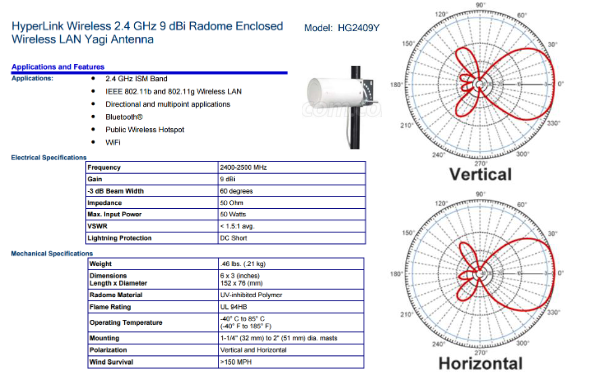 HyperLink Wireless 2.4 GHz 9 dBi Radome Enclosed
Wireless LAN Yagi Antenna
Model: HG2409Y
Applications and Features
Applications:
• 2.4 GHz ISM Band
• IEEE 802.11b and 802.11g Wireless LAN
• Directional and multipoint applications
• Bluetooth®
• Public Wireless Hotspot
• WiFi
Electrical Specifications
Frequency 2400-2500 MHz
Gain 9 dBi
-3 dB Beam Width 60 degrees
Impedance 50 Ohm
Max. Input Power 50 Watts
VSWR < 1.5:1 avg.
Lightning Protection DC Short
Mechanical Specifications
Weight .46 lbs. (.21 kg)
Dimensions 6 x 3 (inches)
Length x Diameter 152 x 76 (mm)
Radome Material UV-inhibited Polymer
Flame Rating UL 94HB
Operating Temperature -40° C to 85° C
(-40° F to 185° F)
Mounting 1-1/4" (32 mm) to 2" (51 mm) dia. masts
Polarization Vertical and Horizontal
Wind Survival >150 MPH
90°
120° 60°
150° 30°
180° 0°
210° 330°
240° 300°
270°
Vertical
90°
120° 60°
150° 30°
180° 0°
210° 330°
240° 300°
270°
Horizontal